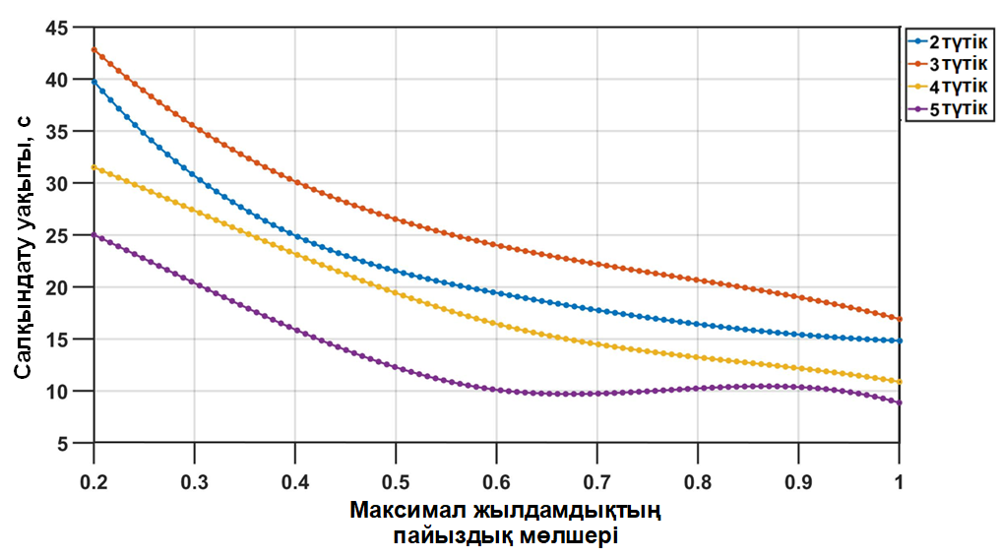 45
40
35
30
25
20
15
10
5
Салқындату уақыты, с
0.2 0.3 0.4 0.5 0.6 0.7 0.8 0.9 1
Максимал жылдамдықтың
пайыздық мөлшері
2 түтік
3 түтік
4 түтік
5 түтік